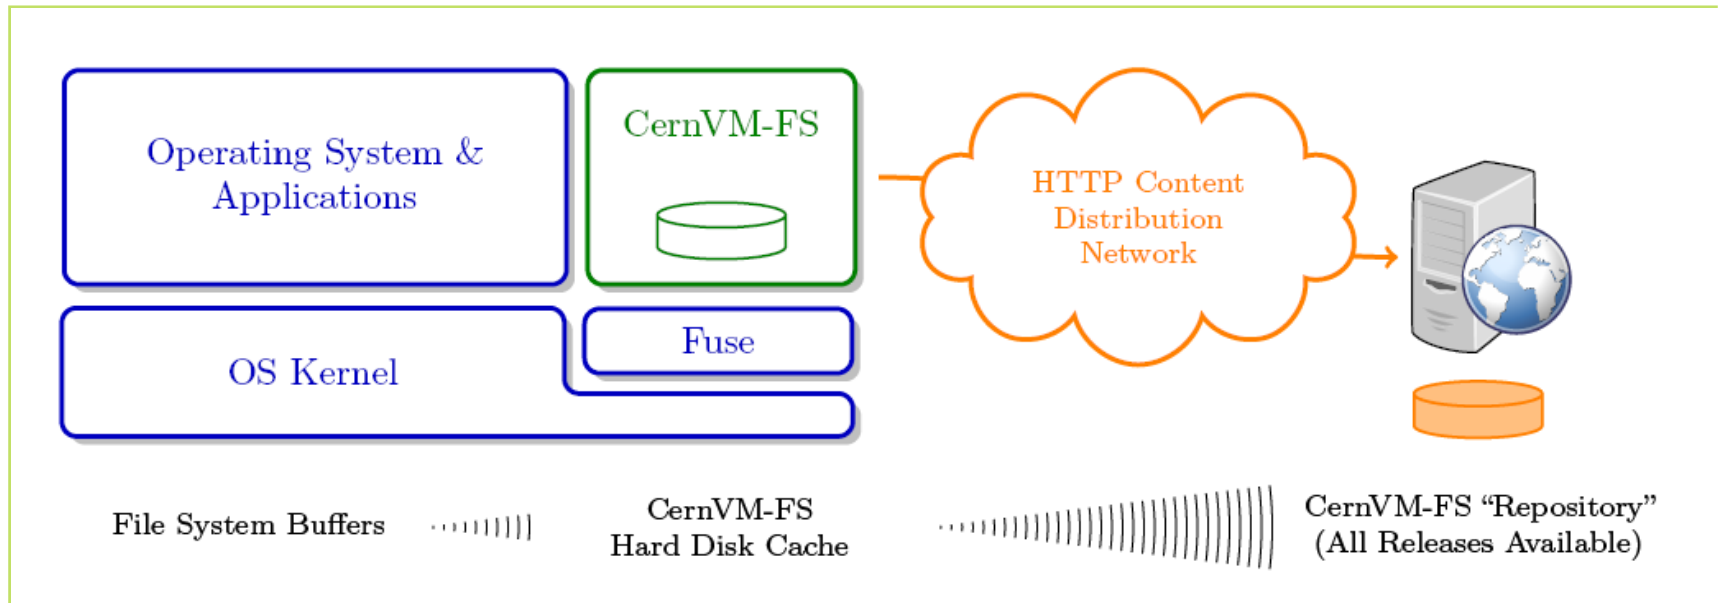 Operating System &
Applications
CernVM-FS
HTTP Content
Distribution
Network
OS Kernel
Fuse
File System Buffers
CernVM-FS
Hard Disk Cache
CernVM-FS “Repository”
(All Releases Available)